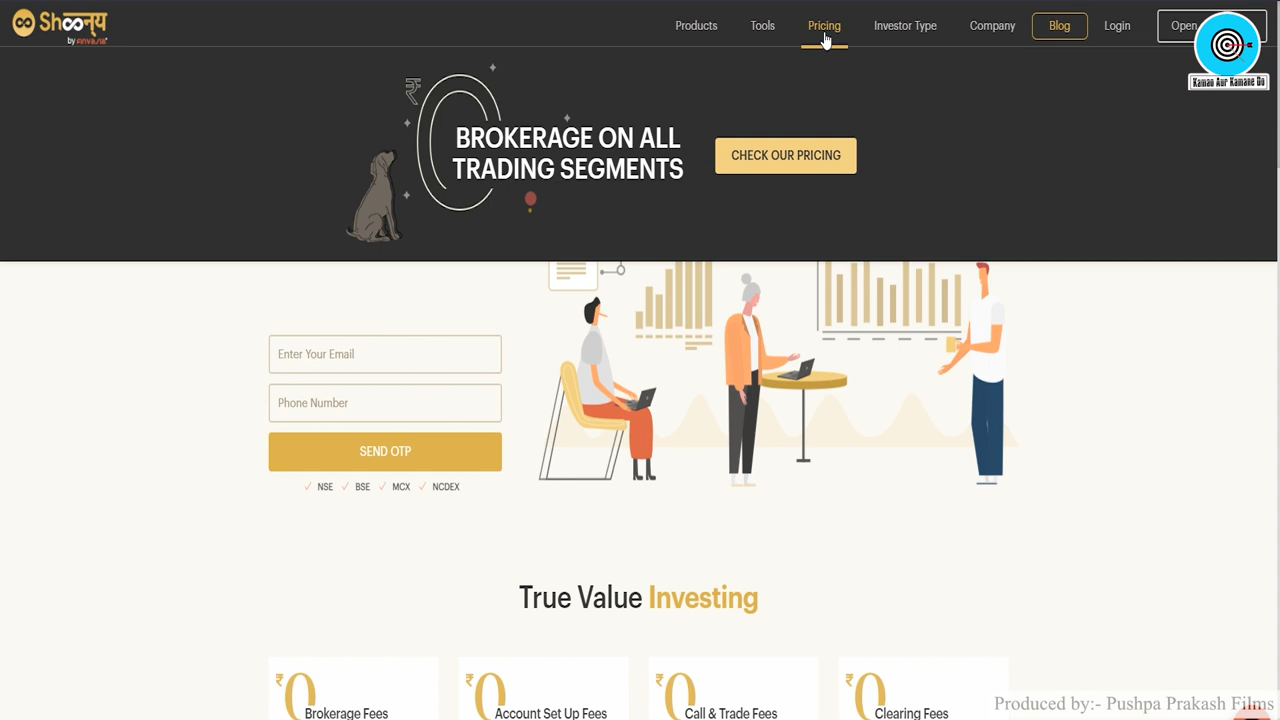 Shoonय
by FINVASIA
Products Tools Pricing Investor Type Company Blog Login Open
Kamao Aur Kamane Do
₹0
BROKERAGE ON ALL
TRADING SEGMENTS
CHECK OUR PRICING
Enter Your Email
Phone Number
SEND OTP
✓ NSE ✓ BSE ✓ MCX ✓ NCDEX
True Value Investing
₹0 ₹0 ₹0 ₹0
Brokerage Fees Account Set Up Fees Call & Trade Fees Clearing Fees
Produced by:- Pushpa Prakash Films